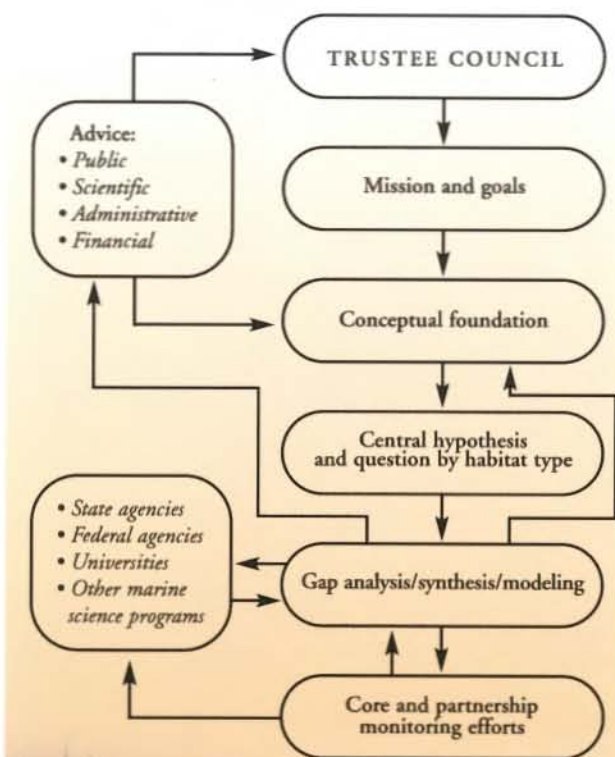 TRUSTEE COUNCIL
Advice:
• Public
• Scientific
• Administrative
• Financial
Mission and goals
Conceptual foundation
Central hypothesis
and question by habitat type
• State agencies
• Federal agencies
• Universities
• Other marine
science programs
Gap analysis/synthesis/modeling
Core and partnership
monitoring efforts